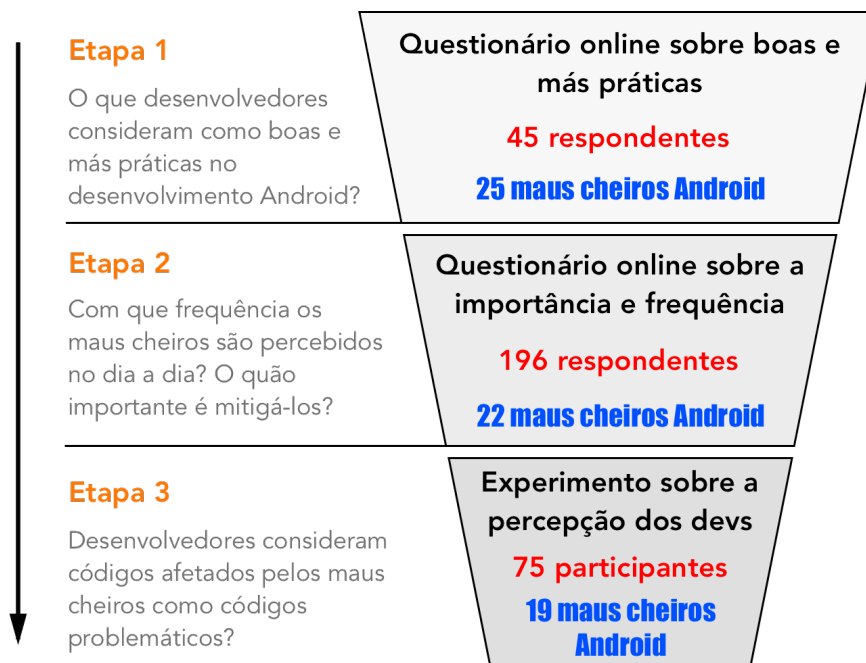 Etapa 1
O que desenvolvedores
consideram como boas e
más práticas no
desenvolvimento Android?
Questionário online sobre boas e
más práticas
45 respondentes
25 maus cheiros Android
Etapa 2
Com que frequência os
maus cheiros são percebidos
no dia a dia? O quão
importante é mitigá-los?
Questionário online sobre a
importância e frequência
196 respondentes
22 maus cheiros Android
Etapa 3
Desenvolvedores consideram
códigos afetados pelos maus
cheiros como códigos
problemáticos?
Experimento sobre a
percepção dos devs
75 participantes
19 maus cheiros
Android